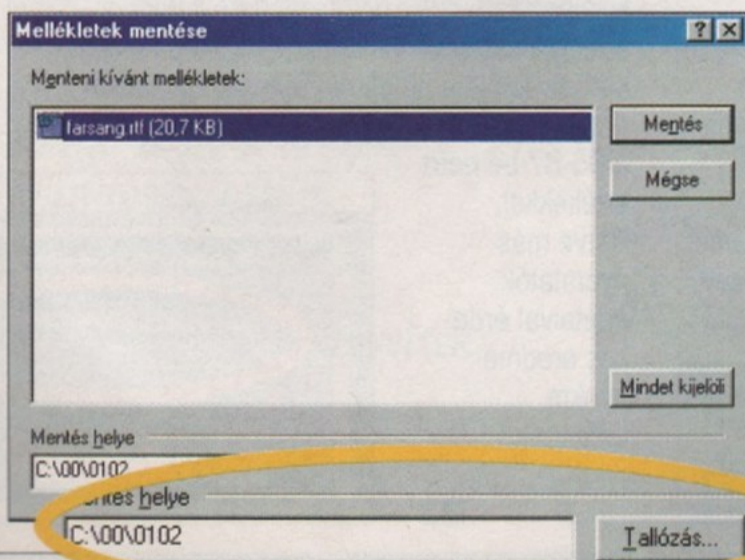 Mellékletek mentése
Menteni kívánt mellékletek:
farsang.rtf (20,7 KB)
Mentés
Mégse
Mindet kijelöli
Mentés helye
C:\00\0102
helye
C:\00\0102
Tallózás...